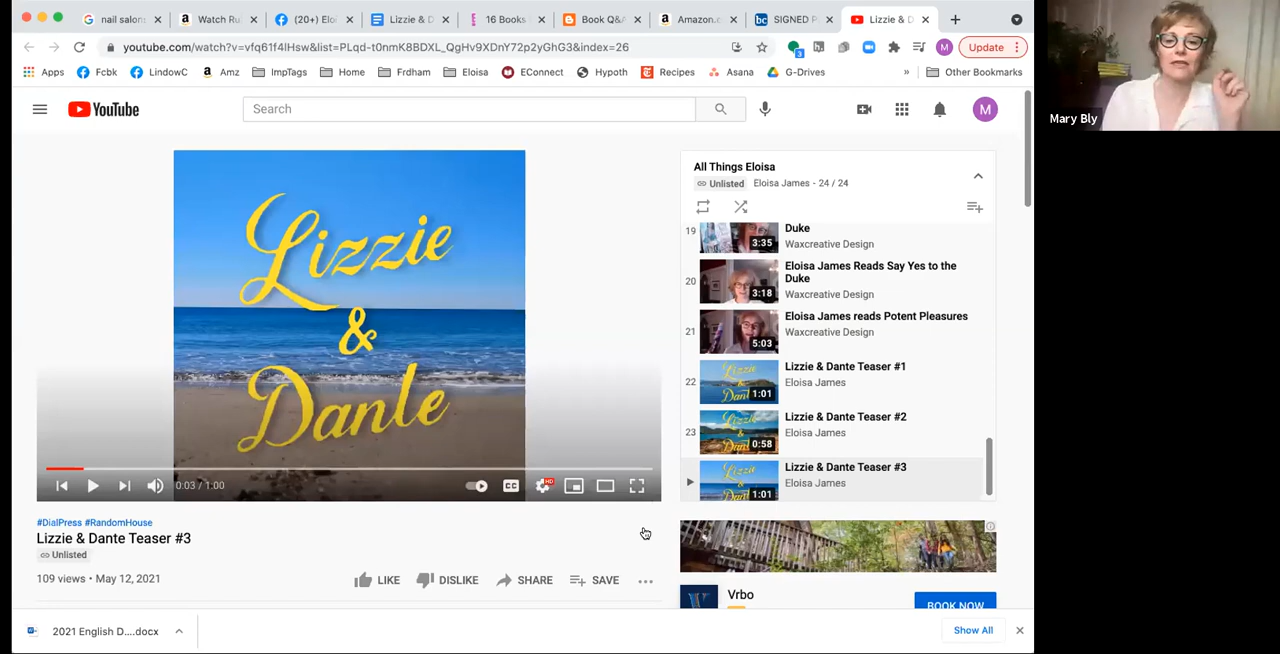 nail salon
Watch Ru
(20+) Elo
Lizzie & D
16 Books
Book Q&A
Amazon.c
SIGNED P
Lizzie & D
youtube.com/watch?v=vfq61f4lHsw&list=PLqd-t0nmK8BDXL_QgHv9XDnY72p2yGhG3&index=26
M
Update
Apps
Fcbk
LindowC
Amz
ImpTags
Home
Frdham
Eloisa
EConnect
Hypoth
Recipes
Asana
G-Drives
»
Other Bookmarks
YouTube
Search
M
Lizzie
&
Dante
0:03 / 1:00
CC
HD
#DialPress #RandomHouse
Lizzie & Dante Teaser #3
Unlisted
109 views • May 12, 2021
LIKE
DISLIKE
SHARE
SAVE
All Things Eloisa
Unlisted
Eloisa James - 24 / 24
19
3:35
Duke
Waxcreative Design
20
3:18
Eloisa James Reads Say Yes to the
Duke
Waxcreative Design
21
5:03
Eloisa James reads Potent Pleasures
Waxcreative Design
22
1:01
Lizzie & Dante Teaser #1
Eloisa James
23
0:58
Lizzie & Dante Teaser #2
Eloisa James
1:01
Lizzie & Dante Teaser #3
Eloisa James
Vrbo
BOOK NOW
2021 English D....docx
Show All
Mary Bly